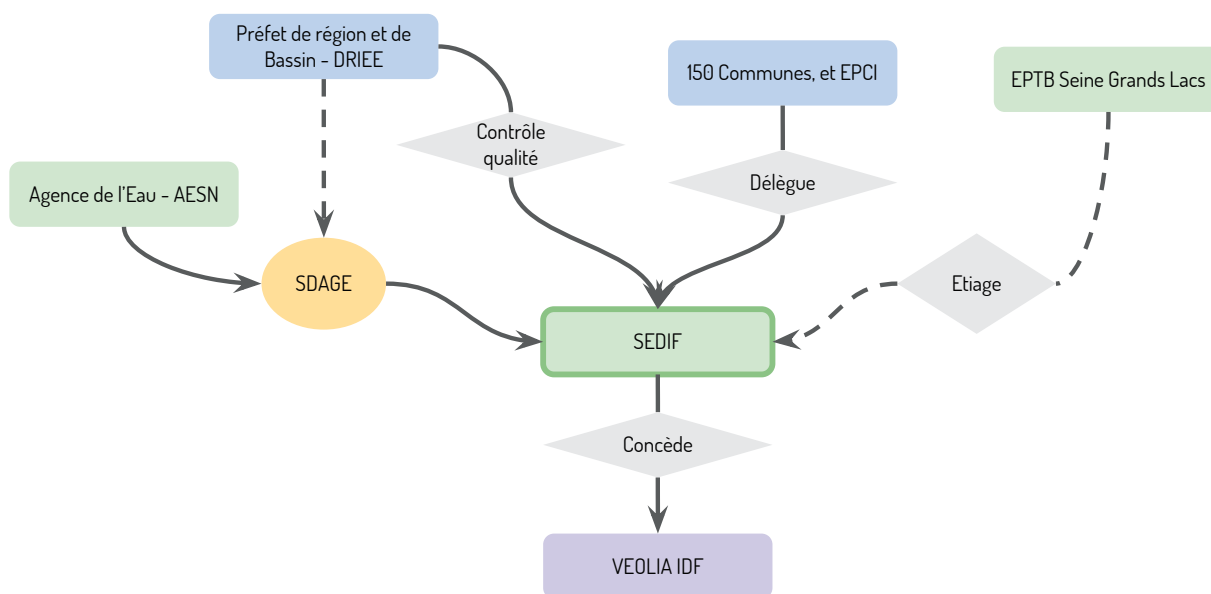 Préfet de région et de
Bassin - DRIEE
150 Communes, et EPCI
EPTB Seine Grands Lacs
Contrôle
qualité
Agence de l'Eau - AESN
Délègue
SDAGE
Etiage
SEDIF
Concède
VEOLIA IDF